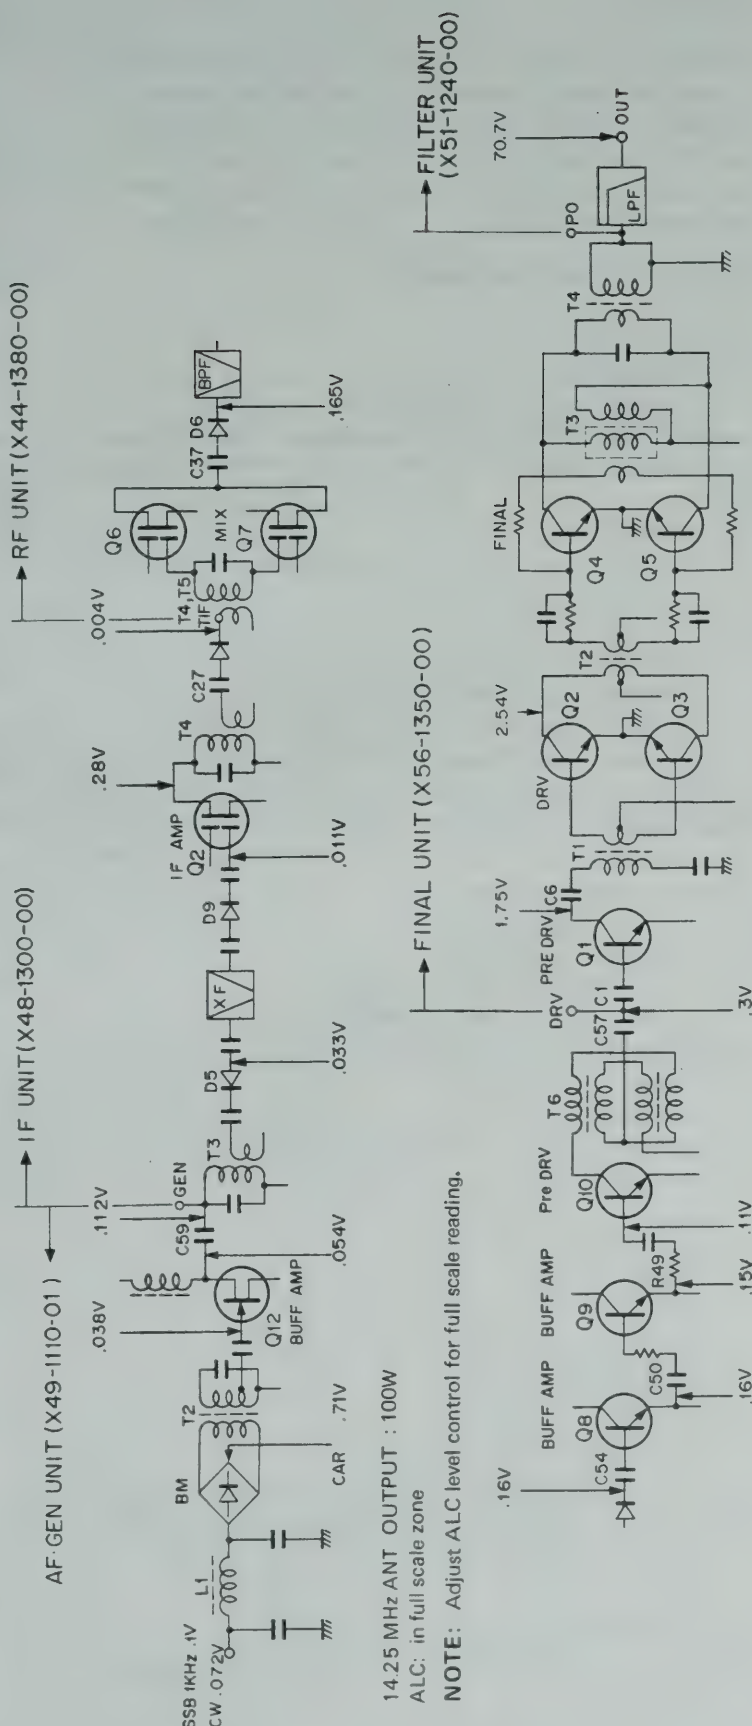 AF·GEN UNIT (X49-1110-01)
IF UNIT (X48-1300-00)
RF UNIT (X44-1380-00)
SSB 1KHz .1V
CW .072V
L1
BM
CAR
.71V
T2
.038V
Q12
BUFF AMP
.054V
C59
.112V
GEN
T3
D5
.033V
XF
D9
IF AMP
Q2
.011V
.28V
T4
C27
.004V
TIF
T4, T5
Q6
MIX
Q7
C37
D6
.165V
BPF
14.25 MHz ANT OUTPUT : 100W
ALC: in full scale zone
NOTE: Adjust ALC level control for full scale reading.
FINAL UNIT (X56-1350-00)
FILTER UNIT
(X51-1240-00)
.16V
C54
BUFF AMP
Q8
.16V
C50
BUFF AMP
Q9
.15V
R49
.11V
Pre DRV
Q10
T6
C57
DRV
.3V
C1
PRE DRV
Q1
1.75V
C6
T1
DRV
Q2
Q3
2.54V
T2
FINAL
Q4
Q5
T3
T4
PO
LPF
70.7V
OUT